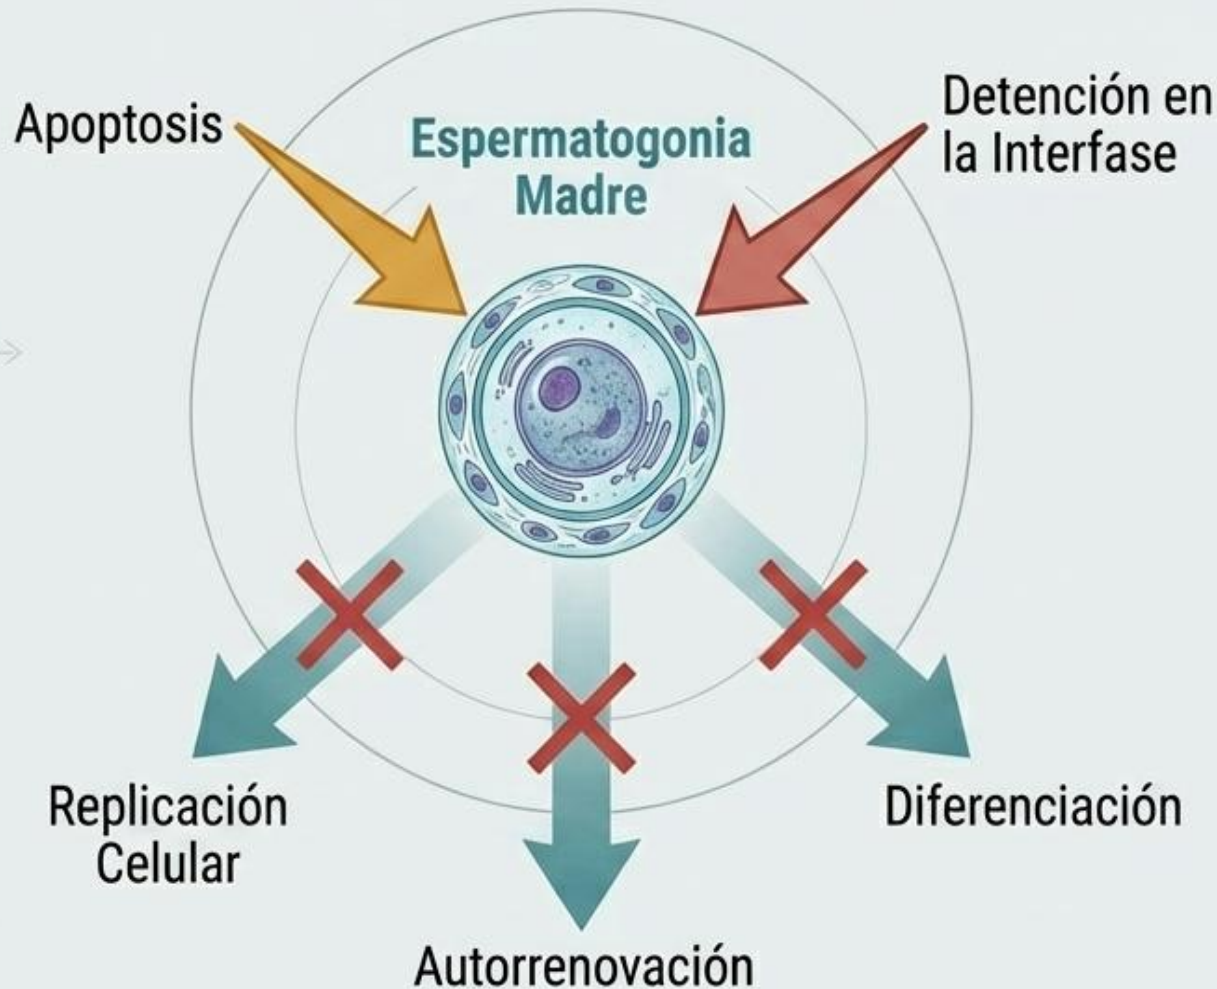 Apoptosis
Espermatogonia
Madre
Detención en
la Interfase
Replicación
Celular
Autorrenovación
Diferenciación